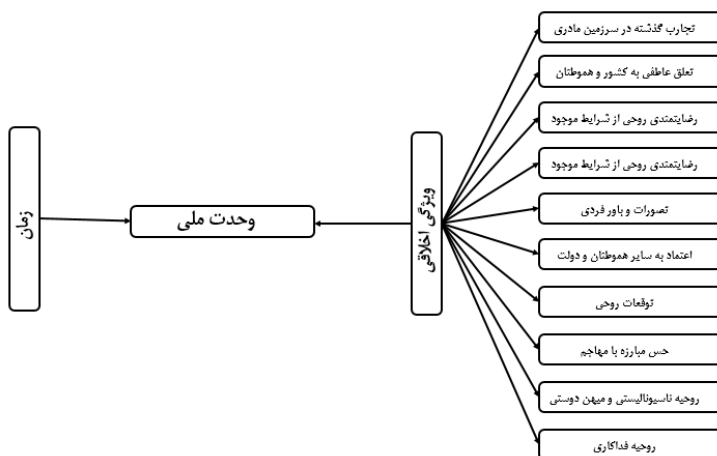 تجارب گذشته در سرزمین مادری
تعلق عاطفی به کشور و هموطنان
رضایتمندی روحی از شرایط موجود
رضایتمندی روحی از شرایط موجود
تصورات و باور فردی
اعتماد به سایر هموطنان و دولت
توقعات روحی
حس مبارزه با مهاجم
روحیه ناسیونالیستی و میهن دوستی
روحیه فداکاری
ویژگی اخلاقی
وحدت ملی
زمان